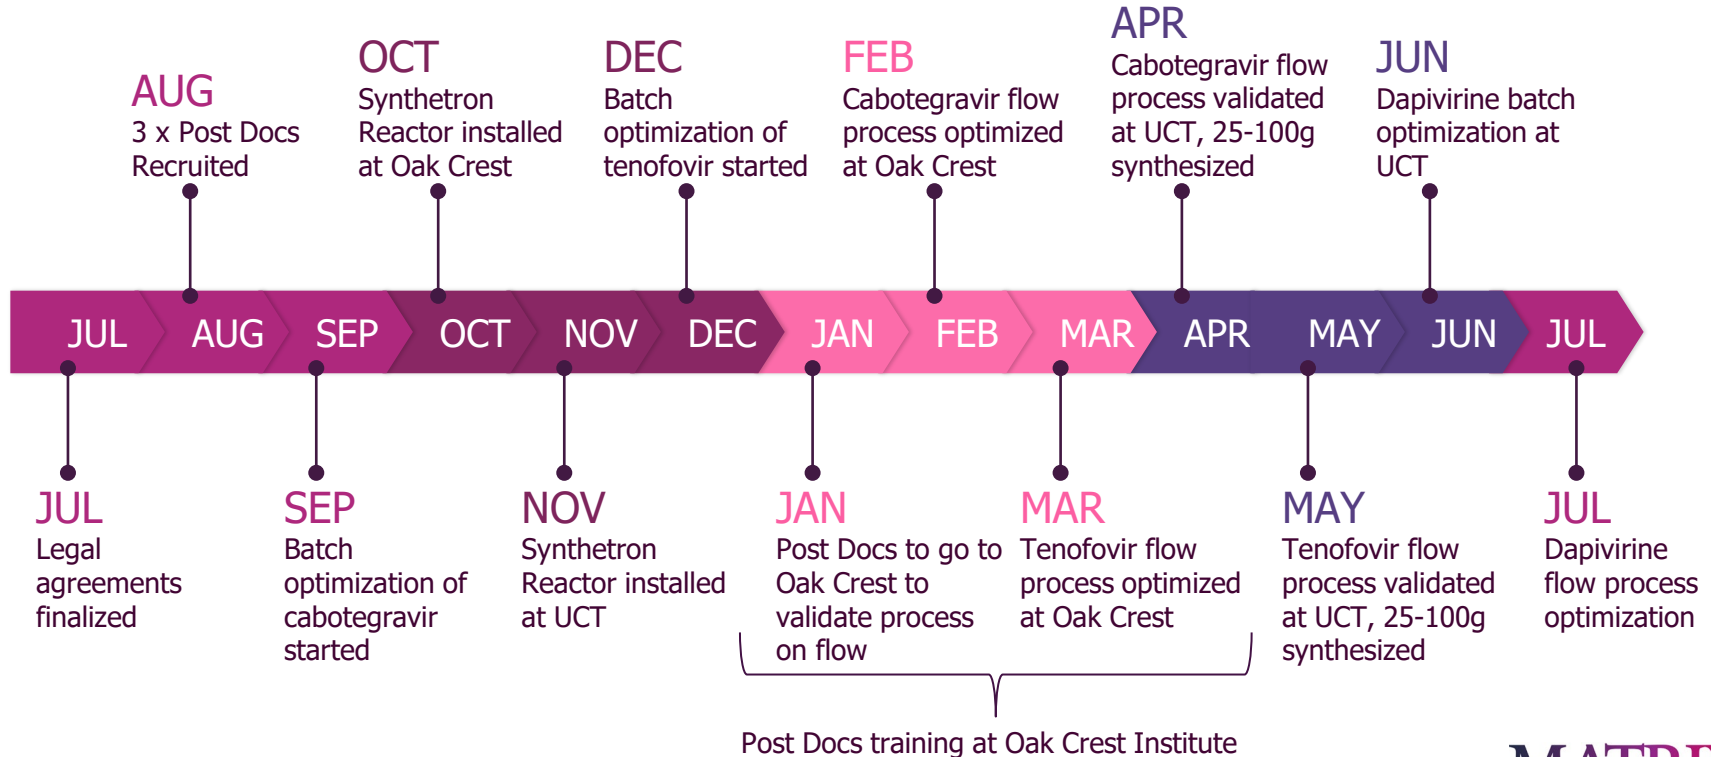 AUG
3 x Post Docs
Recruited
OCT
Synthetron
Reactor installed
at Oak Crest
DEC
Batch
optimization of
tenofovir started
FEB
Cabotegravir flow
process optimized
at Oak Crest
APR
Cabotegravir flow
process validated
at UCT, 25-100g
synthesized
JUN
Dapivirine batch
optimization at
UCT
JUL AUG SEP OCT NOV DEC JAN FEB MAR APR MAY JUN JUL
JUL
Legal
agreements
finalized
SEP
Batch
optimization of
cabotegravir
started
NOV
Synthetron
Reactor installed
at UCT
JAN
Post Docs to go to
Oak Crest to
validate process
on flow
MAR
Tenofovir flow
process optimized
at Oak Crest
MAY
Tenofovir flow
process validated
at UCT, 25-100g
synthesized
JUL
Dapivirine
flow process
optimization
Post Docs training at Oak Crest Institute